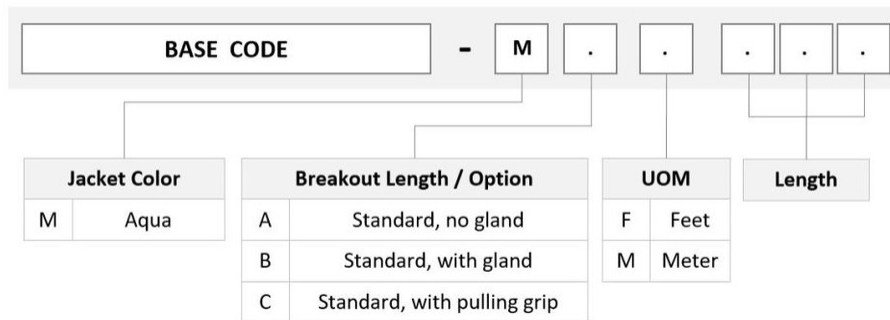 BASE CODE - M . . . . .
Jacket Color
M Aqua
Breakout Length / Option
A Standard, no gland
B Standard, with gland
C Standard, with pulling grip
UOM
F Feet
M Meter
Length